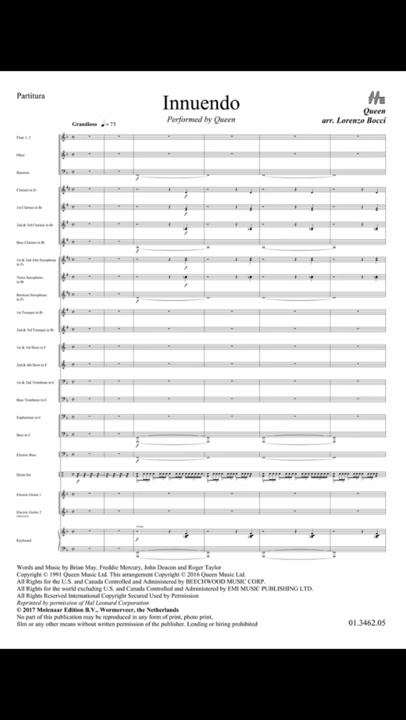 Partitura
Innuendo
Performed by Queen
Queen
arr. Lorenzo Bocci
Grandioso ♩=75
Flute 1, 2
Oboe
Bassoon
Clarinet in E♭
1st Clarinet in B♭
2nd & 3rd Clarinet in B♭
Bass Clarinet in B♭
1st & 2nd Alto Saxophone
in E♭
Tenor Saxophone
in B♭
Baritone Saxophone
in E♭
1st Trumpet in B♭
2nd & 3rd Trumpet in B♭
1st & 3rd Horn in F
2nd & 4th Horn in F
1st & 2nd Trombone in C
Bass Trombone in C
Euphonium in C
Bass in C
Electric Bass
Drum Set
Electric Guitar 1
Electric Guitar 2
Keyboard
Words and Music by Brian May, Freddie Mercury, John Deacon and Roger Taylor
Copyright © 1991 Queen Music Ltd. This arrangement Copyright © 2016 Queen Music Ltd.
All Rights for the U.S. and Canada Controlled and Administered by BEECHWOOD MUSIC CORP.
All Rights for the world excluding U.S. and Canada Controlled and Administered by EMI MUSIC PUBLISHING LTD.
All Rights Reserved International Copyright Secured Used by Permission
Reprinted by permission of Hal Leonard Corporation
© 2017 Molenaar Edition B.V., Wormerveer, the Netherlands
No part of this publication may be reproduced in any form of print, photo print,
film or any other means without written permission of the publisher. Lending or hiring prohibited
01.3462.05